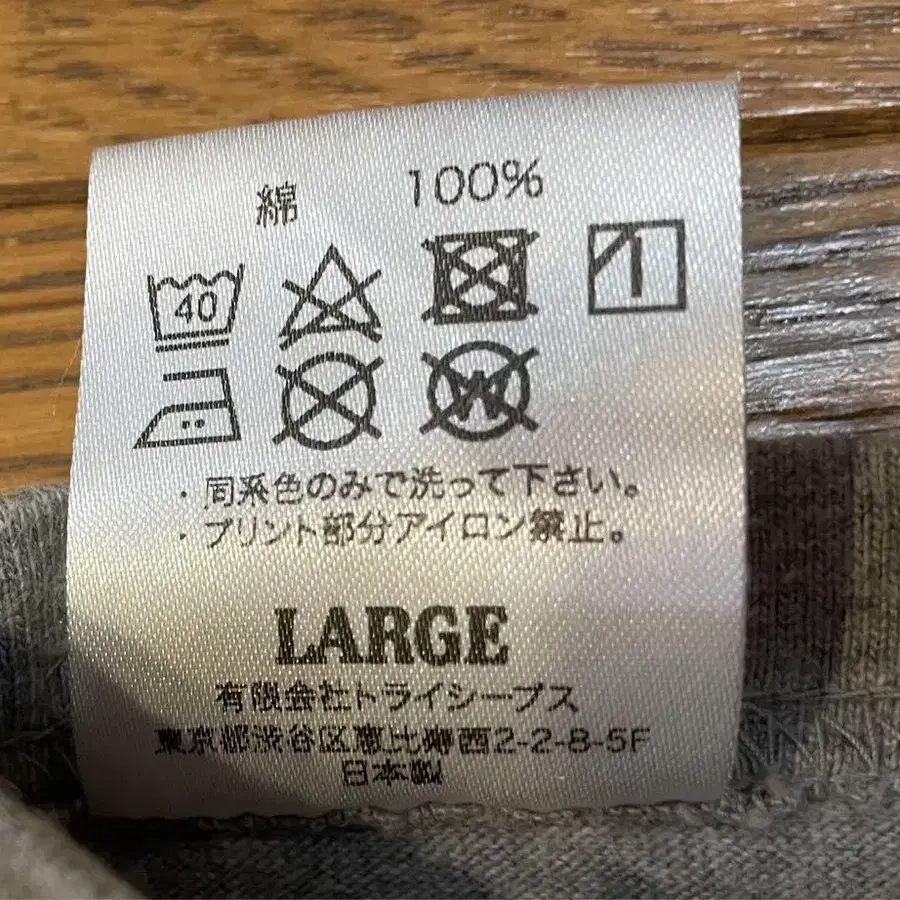 綿 100%
40
W
・同系色のみで洗って下さい。
・プリント部分アイロン禁止。
LARGE
有限会社トライシープス
東京都渋谷区恵比寿西2-2-8-5F
日本製